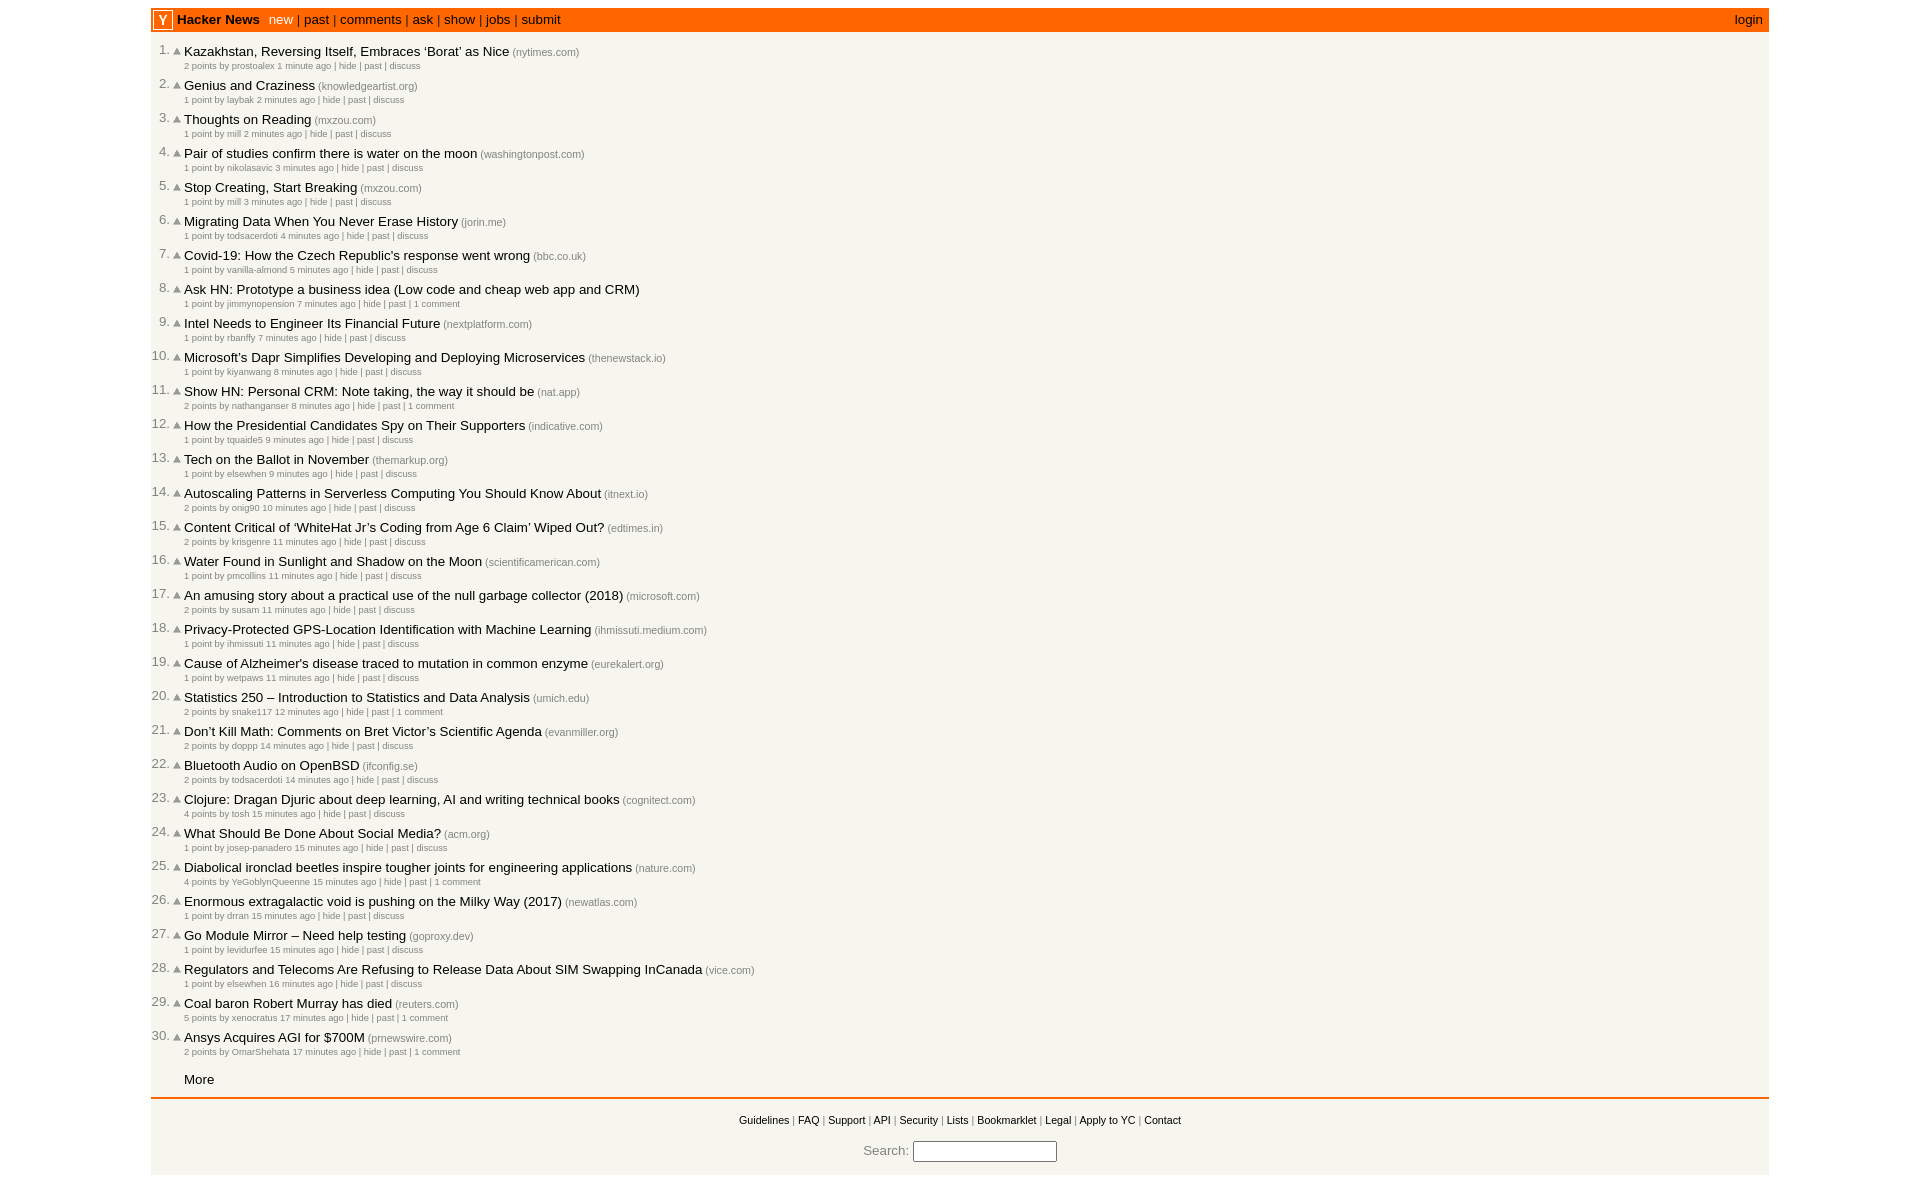 Y Hacker News new | past | comments | ask | show | jobs | submit login
1. Kazakhstan, Reversing Itself, Embraces ‘Borat’ as Nice (nytimes.com)
2 points by prostoalex 1 minute ago | hide | past | discuss
2. Genius and Craziness (knowledgeartist.org)
1 point by laybak 2 minutes ago | hide | past | discuss
3. Thoughts on Reading (mxzou.com)
1 point by mill 2 minutes ago | hide | past | discuss
4. Pair of studies confirm there is water on the moon (washingtonpost.com)
1 point by nikolasavic 3 minutes ago | hide | past | discuss
5. Stop Creating, Start Breaking (mxzou.com)
1 point by mill 3 minutes ago | hide | past | discuss
6. Migrating Data When You Never Erase History (jorin.me)
1 point by todsacerdoti 4 minutes ago | hide | past | discuss
7. Covid-19: How the Czech Republic's response went wrong (bbc.co.uk)
1 point by vanilla-almond 5 minutes ago | hide | past | discuss
8. Ask HN: Prototype a business idea (Low code and cheap web app and CRM)
1 point by jimmynopension 7 minutes ago | hide | past | 1 comment
9. Intel Needs to Engineer Its Financial Future (nextplatform.com)
1 point by rbanffy 7 minutes ago | hide | past | discuss
10. Microsoft’s Dapr Simplifies Developing and Deploying Microservices (thenewstack.io)
1 point by kiyanwang 8 minutes ago | hide | past | discuss
11. Show HN: Personal CRM: Note taking, the way it should be (nat.app)
2 points by nathanganser 8 minutes ago | hide | past | 1 comment
12. How the Presidential Candidates Spy on Their Supporters (indicative.com)
1 point by tquaide5 9 minutes ago | hide | past | discuss
13. Tech on the Ballot in November (themarkup.org)
1 point by elsewhen 9 minutes ago | hide | past | discuss
14. Autoscaling Patterns in Serverless Computing You Should Know About (itnext.io)
2 points by onig90 10 minutes ago | hide | past | discuss
15. Content Critical of ‘WhiteHat Jr’s Coding from Age 6 Claim’ Wiped Out? (edtimes.in)
2 points by krisgenre 11 minutes ago | hide | past | discuss
16. Water Found in Sunlight and Shadow on the Moon (scientificamerican.com)
1 point by pmcollins 11 minutes ago | hide | past | discuss
17. An amusing story about a practical use of the null garbage collector (2018) (microsoft.com)
2 points by susam 11 minutes ago | hide | past | discuss
18. Privacy-Protected GPS-Location Identification with Machine Learning (ihmissuti.medium.com)
1 point by ihmissuti 11 minutes ago | hide | past | discuss
19. Cause of Alzheimer's disease traced to mutation in common enzyme (eurekalert.org)
1 point by wetpaws 11 minutes ago | hide | past | discuss
20. Statistics 250 – Introduction to Statistics and Data Analysis (umich.edu)
2 points by snake117 12 minutes ago | hide | past | 1 comment
21. Don’t Kill Math: Comments on Bret Victor’s Scientific Agenda (evanmiller.org)
2 points by doppp 14 minutes ago | hide | past | discuss
22. Bluetooth Audio on OpenBSD (ifconfig.se)
2 points by todsacerdoti 14 minutes ago | hide | past | discuss
23. Clojure: Dragan Djuric about deep learning, AI and writing technical books (cognitect.com)
4 points by tosh 15 minutes ago | hide | past | discuss
24. What Should Be Done About Social Media? (acm.org)
1 point by josep-panadero 15 minutes ago | hide | past | discuss
25. Diabolical ironclad beetles inspire tougher joints for engineering applications (nature.com)
4 points by YeGoblynQueenne 15 minutes ago | hide | past | 1 comment
26. Enormous extragalactic void is pushing on the Milky Way (2017) (newatlas.com)
1 point by drran 15 minutes ago | hide | past | discuss
27. Go Module Mirror – Need help testing (goproxy.dev)
1 point by levidurfee 15 minutes ago | hide | past | discuss
28. Regulators and Telecoms Are Refusing to Release Data About SIM Swapping InCanada (vice.com)
1 point by elsewhen 16 minutes ago | hide | past | discuss
29. Coal baron Robert Murray has died (reuters.com)
5 points by xenocratus 17 minutes ago | hide | past | 1 comment
30. Ansys Acquires AGI for $700M (prnewswire.com)
2 points by OmarShehata 17 minutes ago | hide | past | 1 comment
More
Guidelines | FAQ | Support | API | Security | Lists | Bookmarklet | Legal | Apply to YC | Contact
Search: